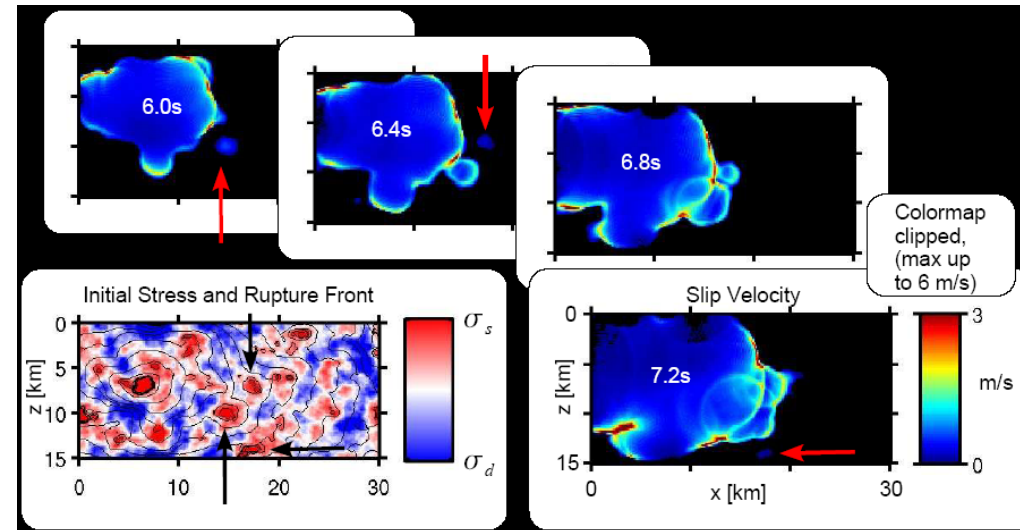 6.0s
6.4s
6.8s
Colormap
clipped,
(max up
to 6 m/s)
Initial Stress and Rupture Front
0
5
10
15
z [km]
0 10 20 30
σs
σd
Slip Velocity
7.2s
0
15
z [km]
0 30
x [km]
3
m/s
0